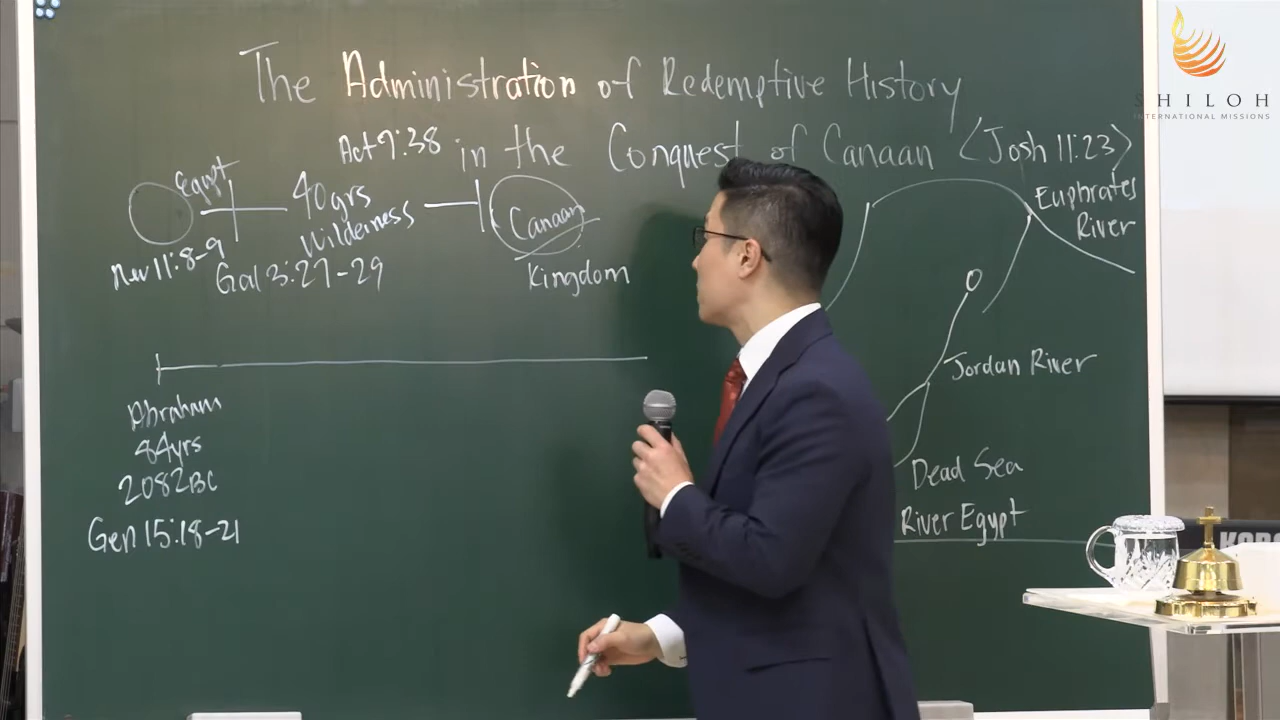 The Administration of Redemptive History
in the Conquest of Canaan <Josh 11:23>
Act 7:38
Egypt
40yrs
Wilderness
Canaan
Kingdom
Rev 11:8-9
Gal 3:27-29
Abraham
84yrs
2082BC
Gen 15:18-21
Euphrates
River
Jordan River
Dead Sea
River Egypt
SHILOH
INTERNATIONAL MISSIONS